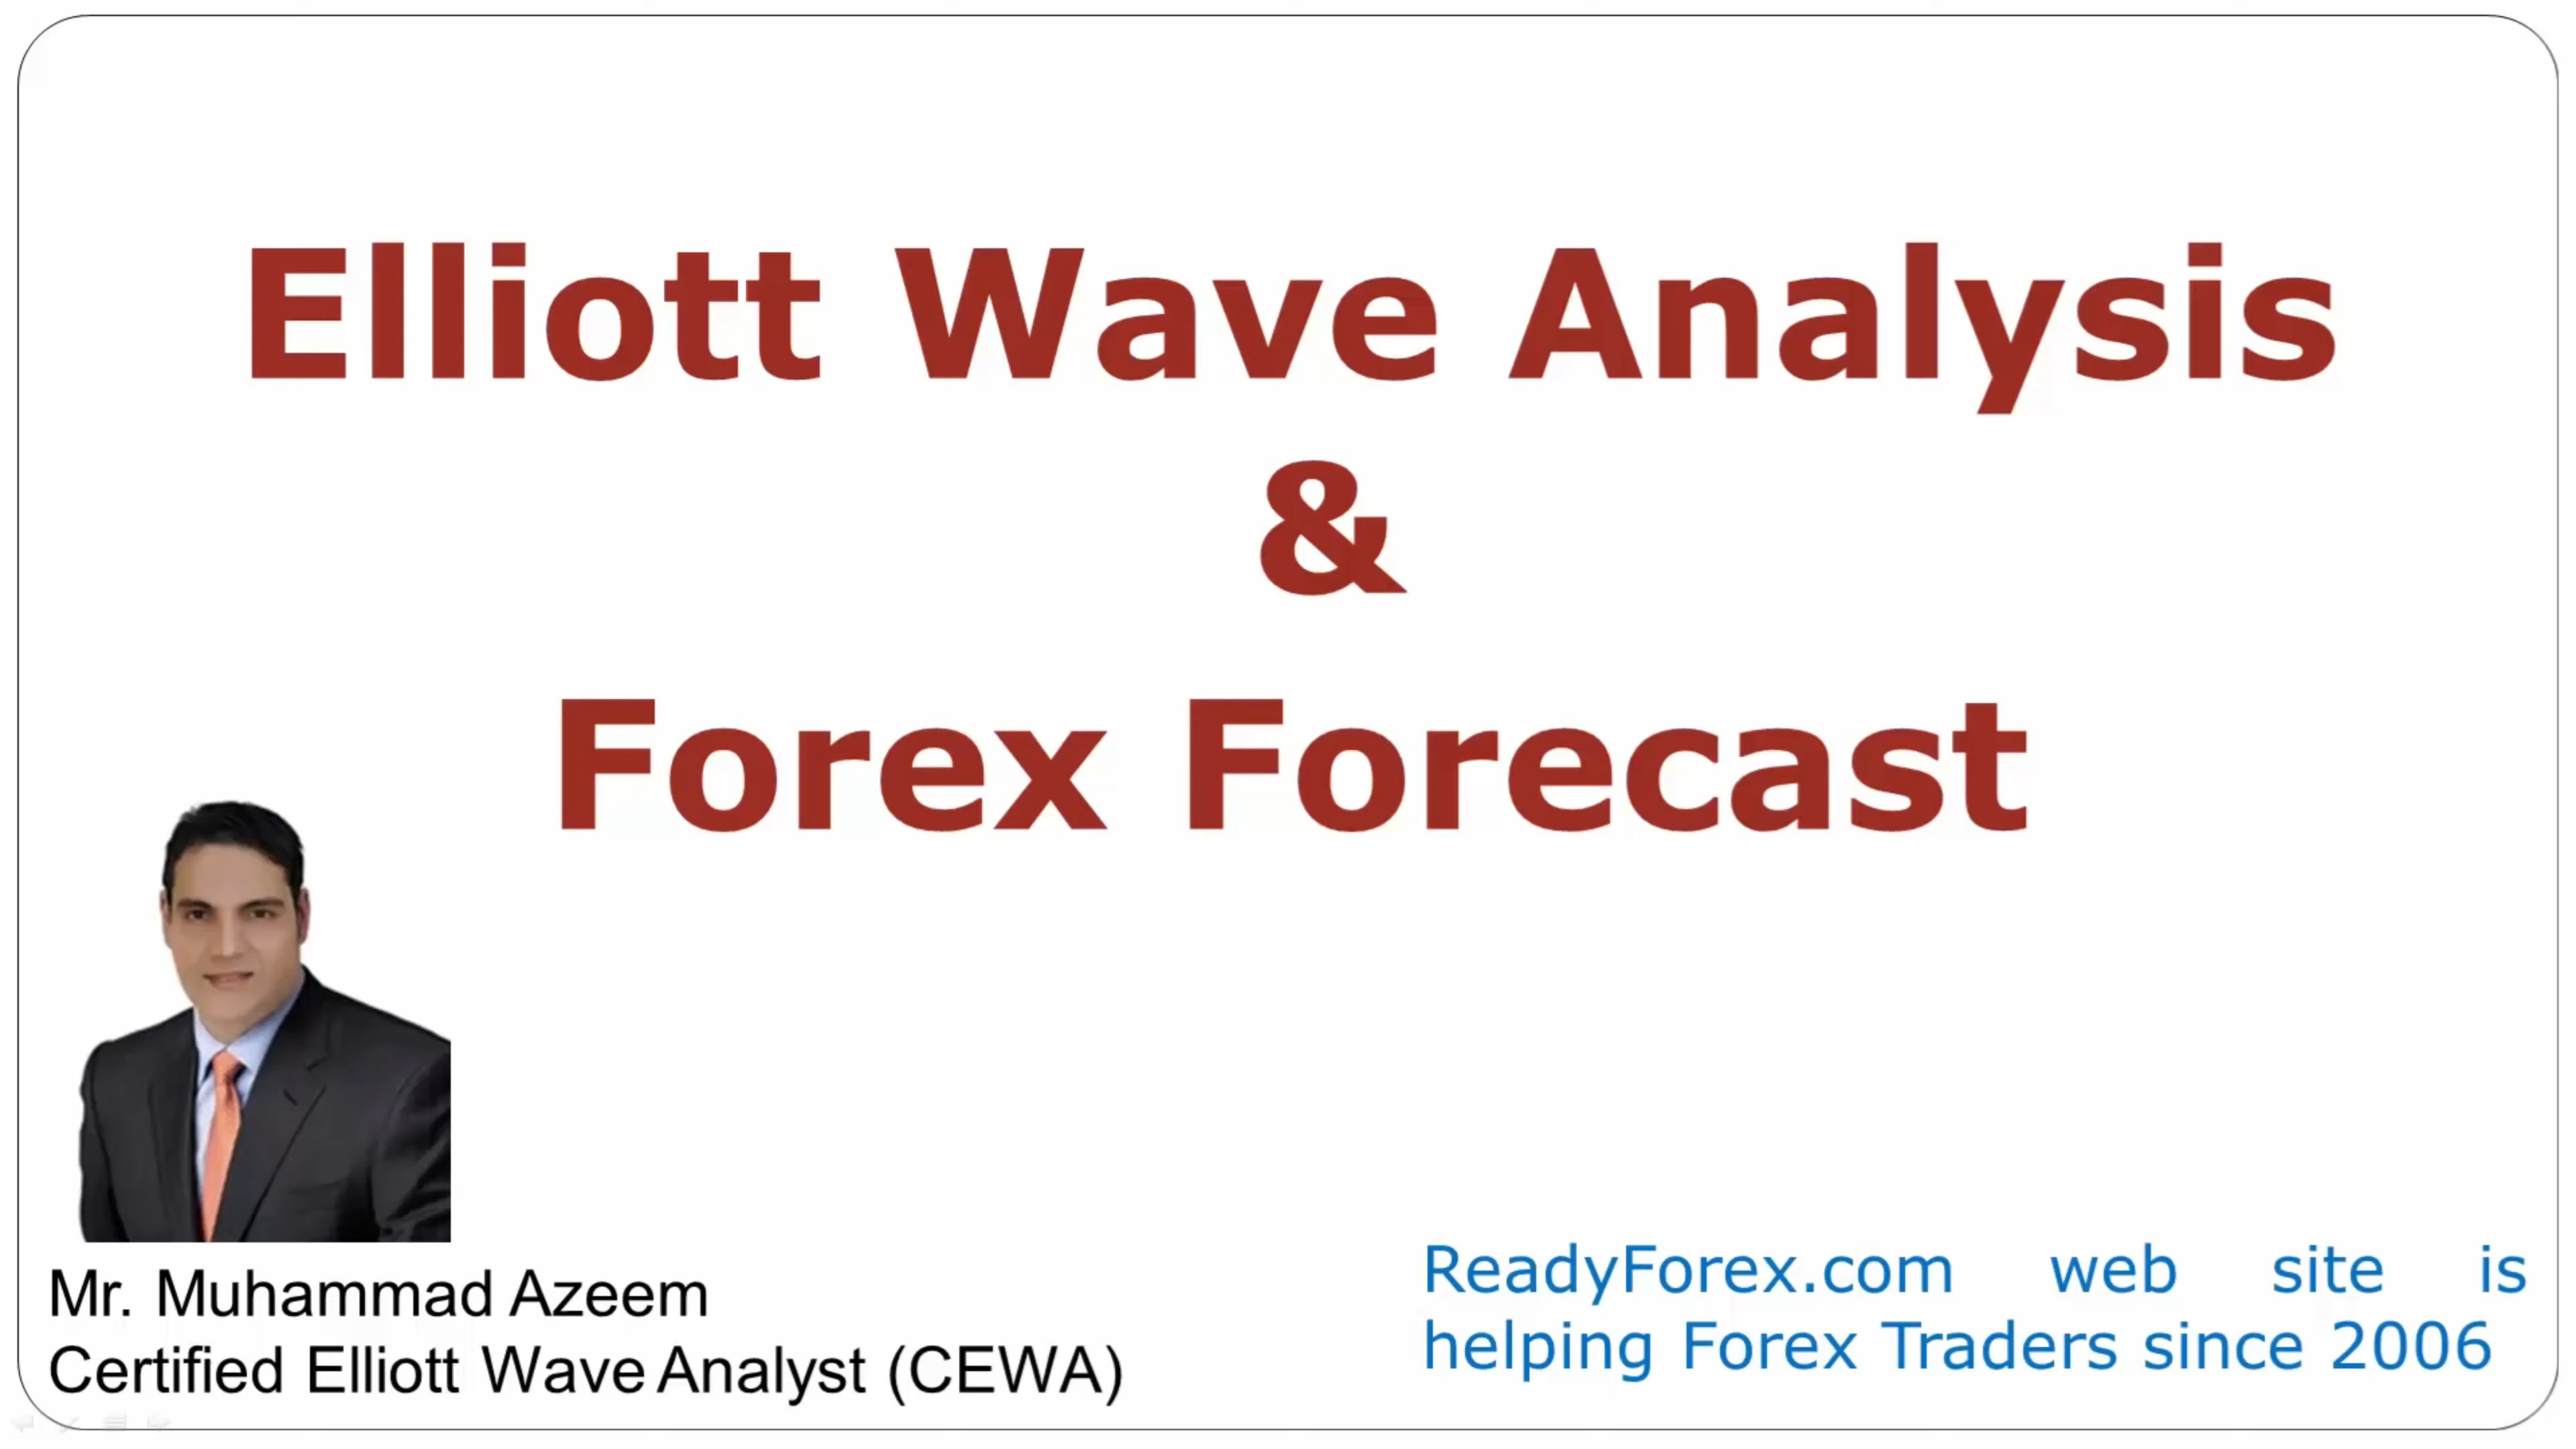 Elliott Wave Analysis
&
Forex Forecast
Mr. Muhammad Azeem
Certified Elliott Wave Analyst (CEWA)
ReadyForex.com web site is
helping Forex Traders since 2006